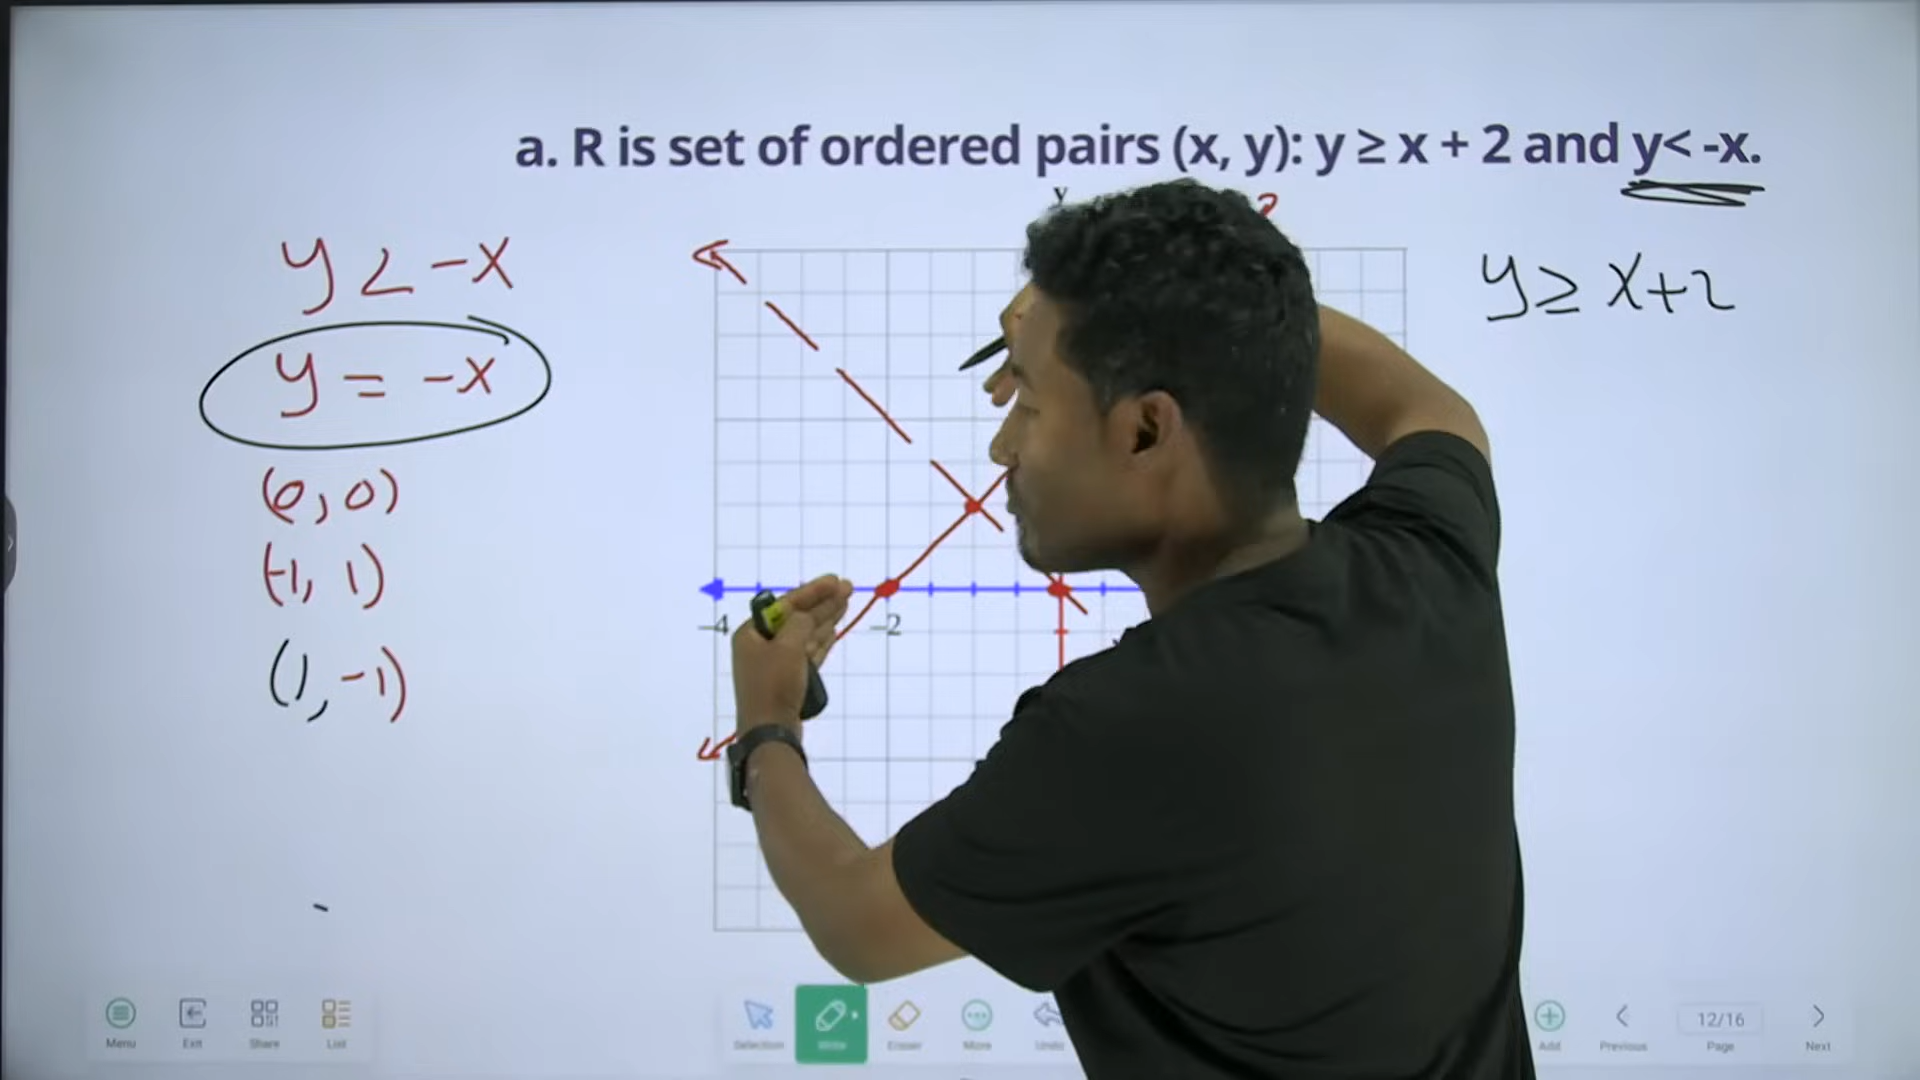 a. R is set of ordered pairs (x, y): y ≥ x + 2 and y< -x.
y
y < -x
y ≥ x+2
y = -x
(0, 0)
(-1, 1)
-4
-2
(1, -1)
Menu
Exit
Share
List
Selection
Write
Eraser
More
Undo
Add
Previous
12/16
Page
Next